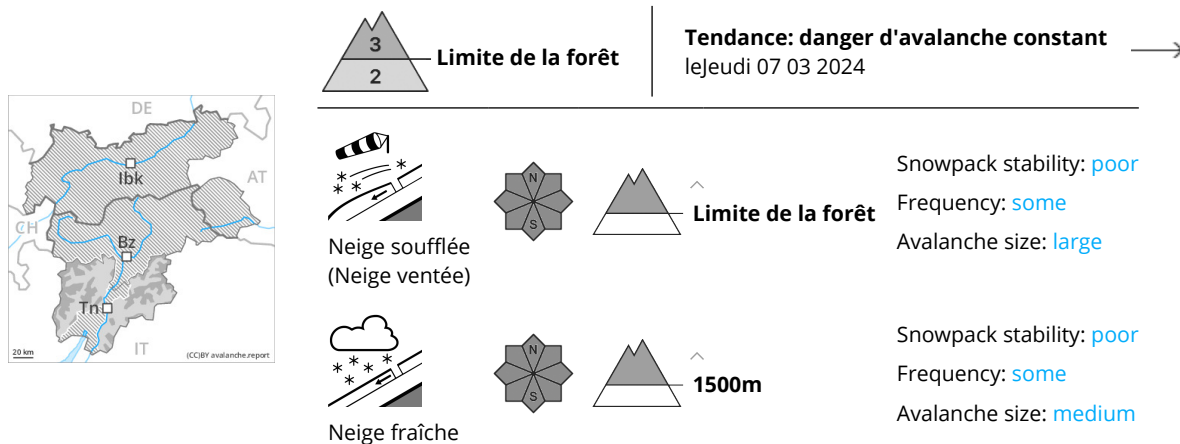 3
2
Limite de la forêt
Tendance: danger d'avalanche constant
leJeudi 07 03 2024
DE
Ibk
AT
CH
Bz
Tn
IT
20 km
(CC)BY avalanche.report
Neige soufflée
(Neige ventée)
N
S
Limite de la forêt
Snowpack stability: poor
Frequency: some
Avalanche size: large
Neige fraîche
N
S
1500m
Snowpack stability: poor
Frequency: some
Avalanche size: medium